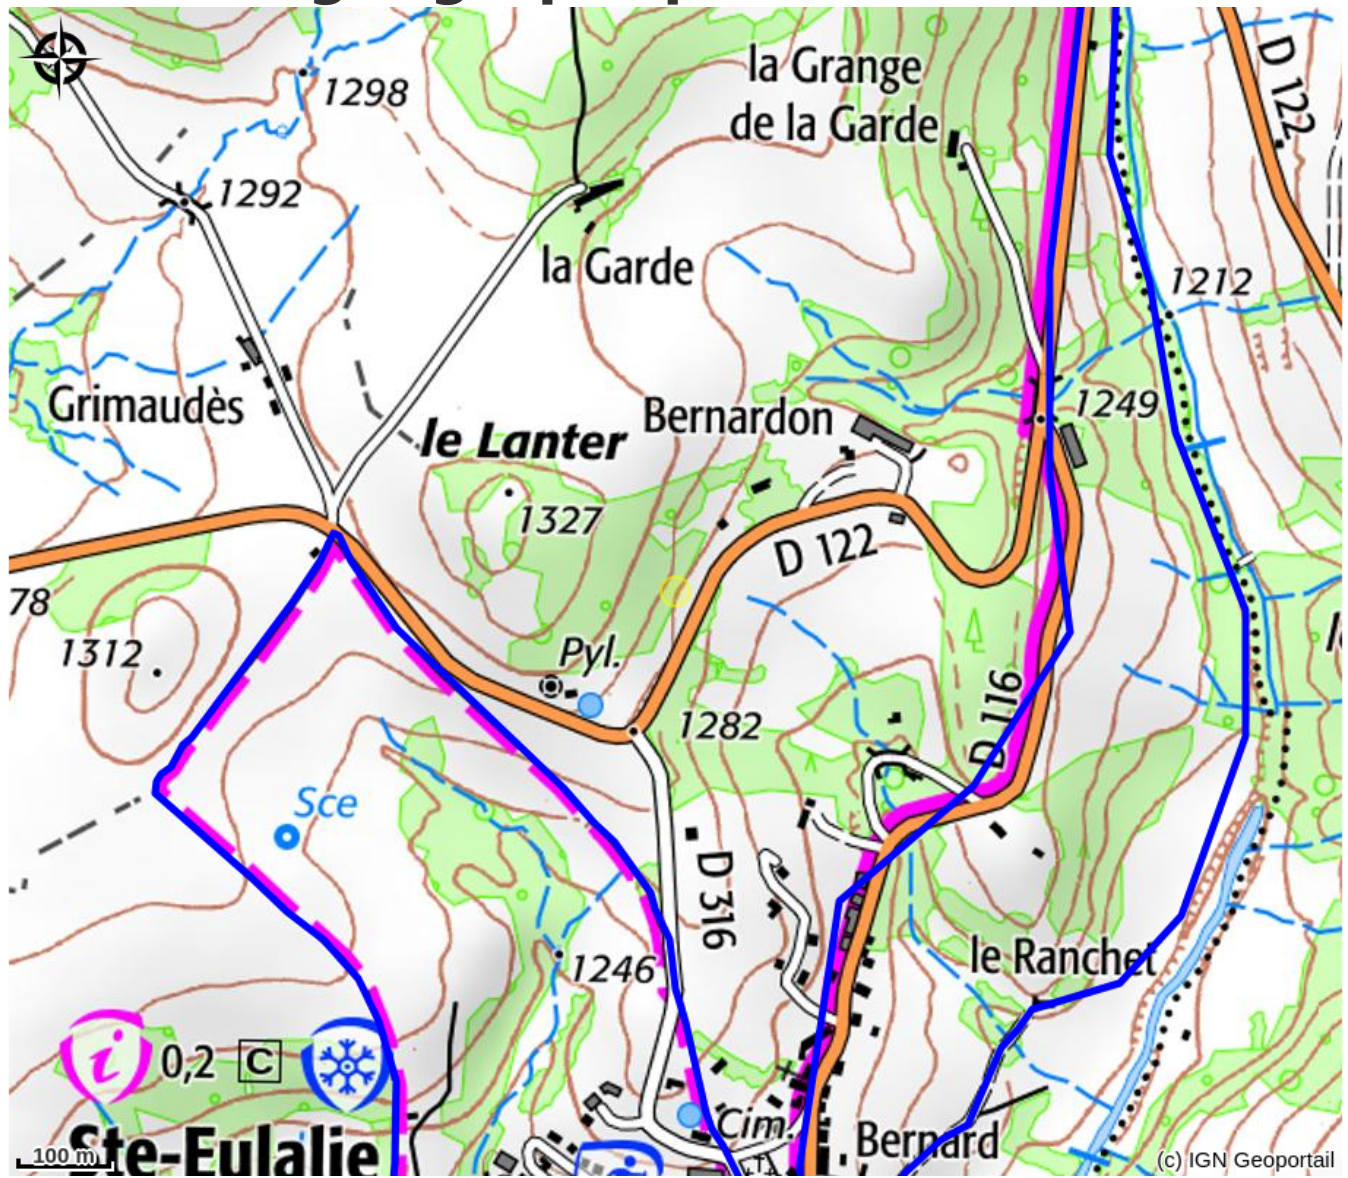 la Grange
de la Garde
D 122
1298
1292
la Garde
1212
Grimaudès
le Lanter
Bernardon
1249
1327
D 122
78
1312
Pyl.
1282
D 116
Sce
D 316
1246
le Ranchet
i 0,2 C
Cim.
Bernard
Ste-Eulalie
100 m
(c) IGN Geoportail